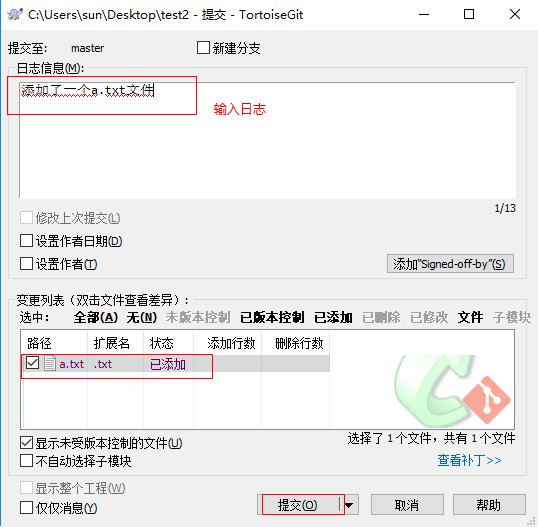 C:\Users\sun\Desktop\test2 - 提交 - TortoiseGit
提交至: master 新建分支
日志信息(M):
添加了一个a.txt文件
输入日志
1/13
修改上次提交(L)
设置作者日期(D)
设置作者(T) 添加"Signed-off-by"(S)
变更列表（双击文件查看差异）:
选中: 全部(A) 无(N) 未版本控制 已版本控制 已添加 已删除 已修改 文件 子模块
路径 扩展名 状态 添加行数 删除行数
a.txt .txt 已添加
显示未受版本控制的文件(U) 选择了 1 个文件，共有 1 个文件
不自动选择子模块 查看补丁>>
显示整个工程(W)
仅仅消息(Y) 提交(O) 取消 帮助